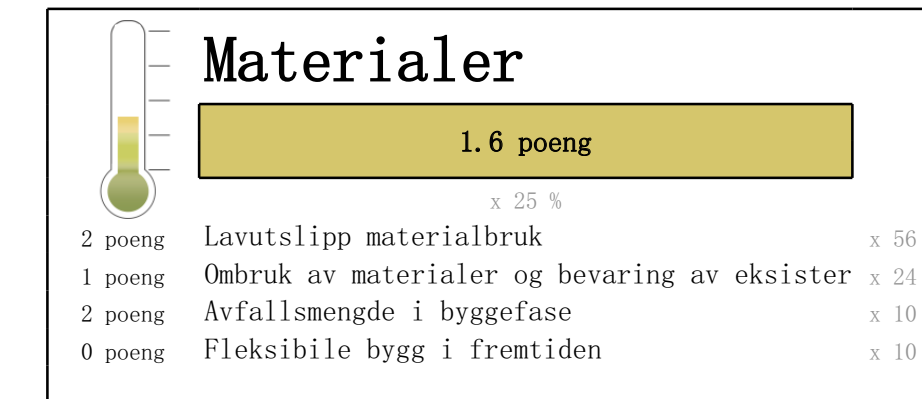 Materialer
1.6 poeng
x 25 %
2 poeng Lavutslipp materialbruk x 56
1 poeng Ombruk av materialer og bevaring av eksister x 24
2 poeng Avfallsmengde i byggefase x 10
0 poeng Fleksibile bygg i fremtiden x 10